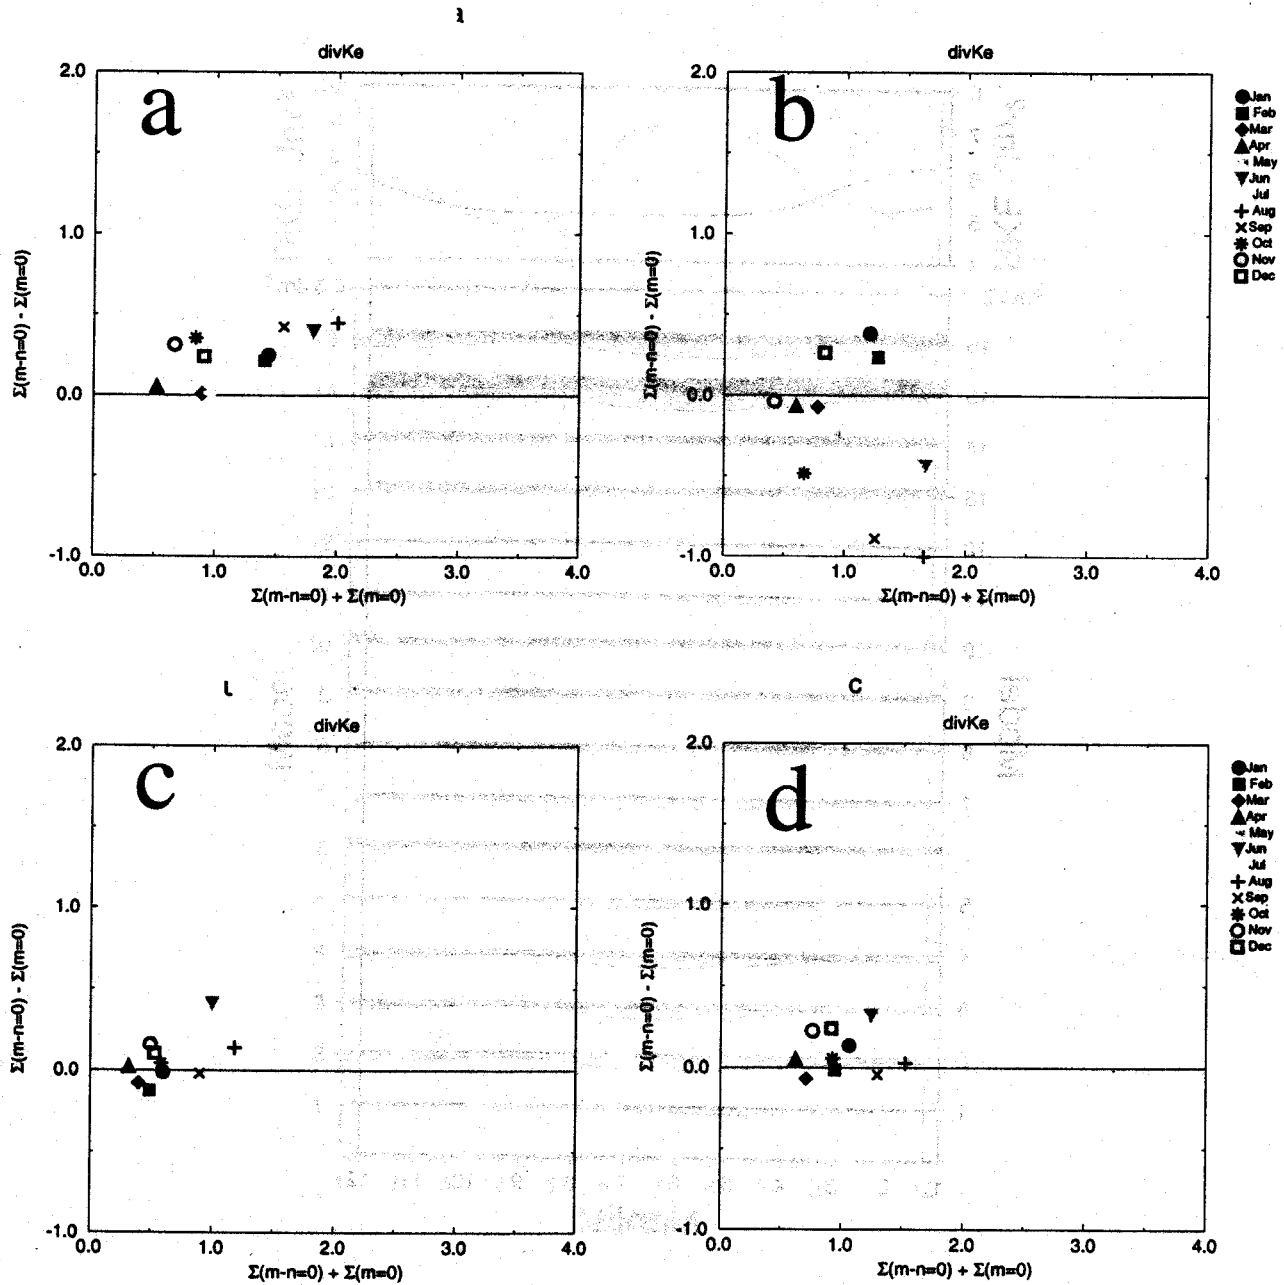 divKe
divKe
a
b
2.0
1.0
0.0
-1.0
0.0 1.0 2.0 3.0 4.0
Σ(m-n=0) - Σ(m=0)
Σ(m-n=0) + Σ(m=0)
2.0
1.0
0.0
-1.0
0.0 1.0 2.0 3.0 4.0
Σ(m-n=0) - Σ(m=0)
Σ(m-n=0) + Σ(m=0)
Jan
Feb
Mar
Apr
May
Jun
Jul
Aug
Sep
Oct
Nov
Dec
C
divKe
divKe
c
d
2.0
1.0
0.0
-1.0
0.0 1.0 2.0 3.0 4.0
Σ(m-n=0) - Σ(m=0)
Σ(m-n=0) + Σ(m=0)
2.0
1.0
0.0
-1.0
0.0 1.0 2.0 3.0 4.0
Σ(m-n=0) - Σ(m=0)
Σ(m-n=0) + Σ(m=0)
Jan
Feb
Mar
Apr
May
Jun
Jul
Aug
Sep
Oct
Nov
Dec